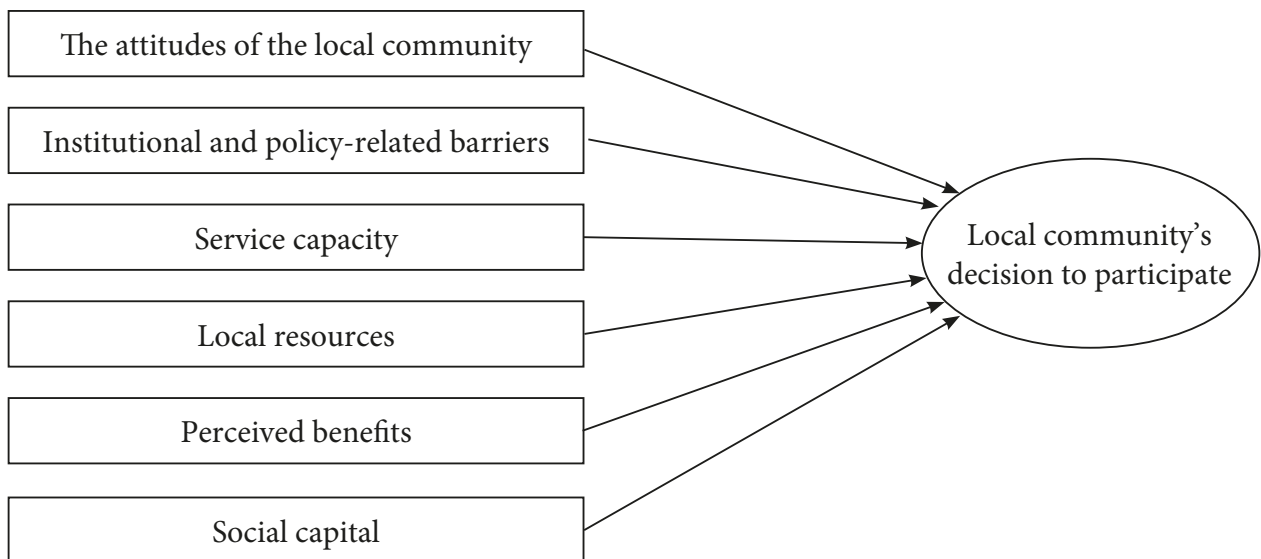 The attitudes of the local community
Institutional and policy-related barriers
Service capacity
Local resources
Perceived benefits
Social capital
Local community’s
decision to participate